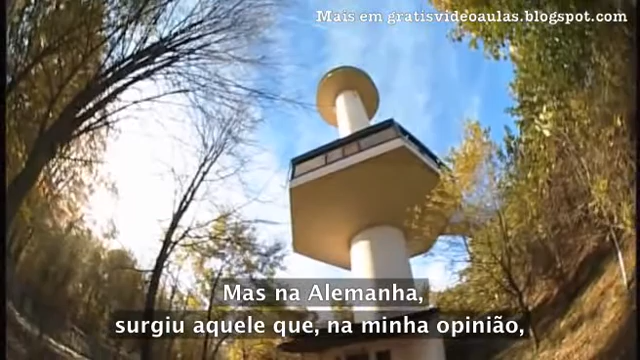 Mais em gratisvideoaulas.blogspot.com
Mas na Alemanha,
surgiu aquele que, na minha opinião,